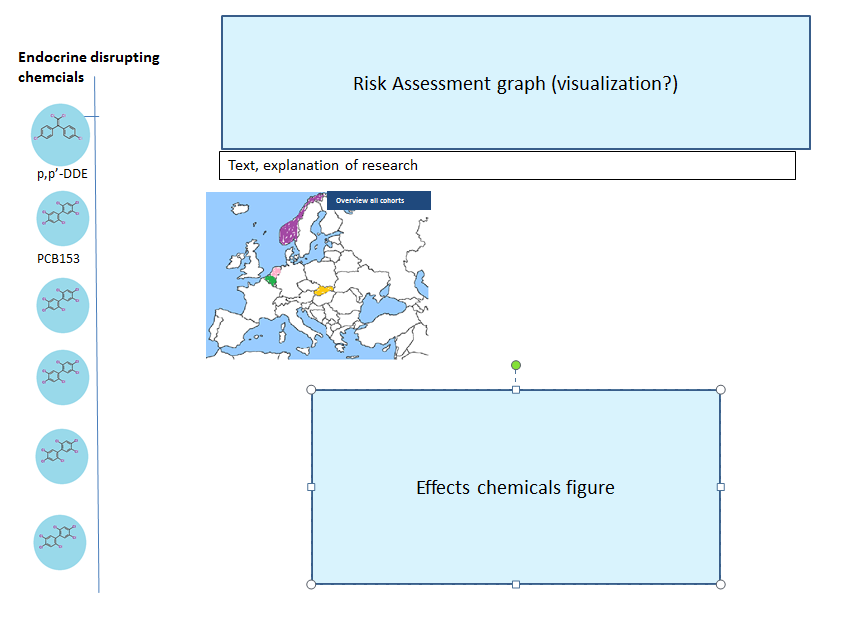 Endocrine disrupting
chemcials
p,p’-DDE
PCB153
Risk Assessment graph (visualization?)
Text, explanation of research
Overview all cohorts
Effects chemicals figure